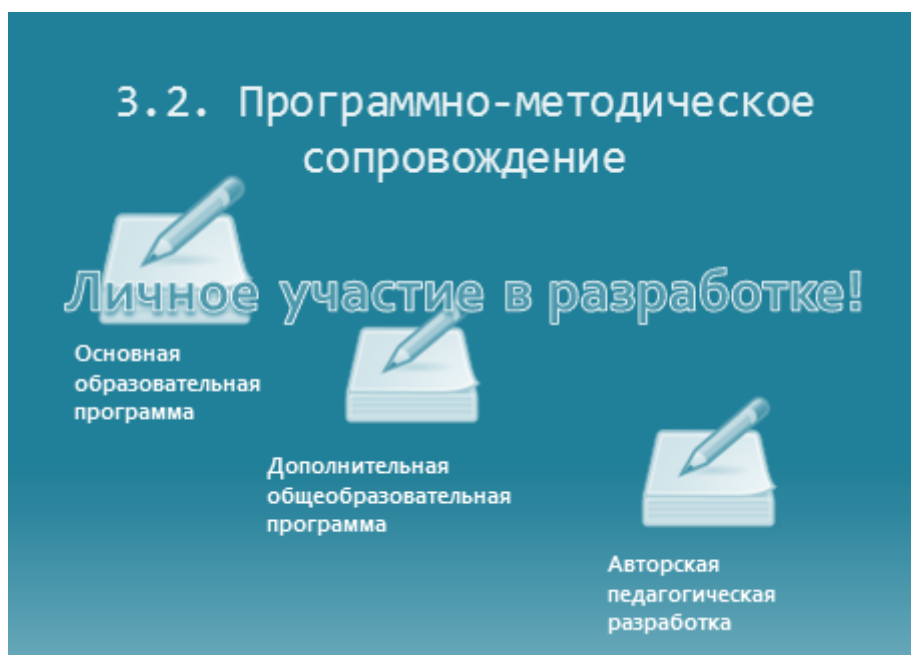 3.2. Программно-методическое
сопровождение
Личное участие в разработке!
Основная
образовательная
программа
Дополнительная
общеобразовательная
программа
Авторская
педагогическая
разработка